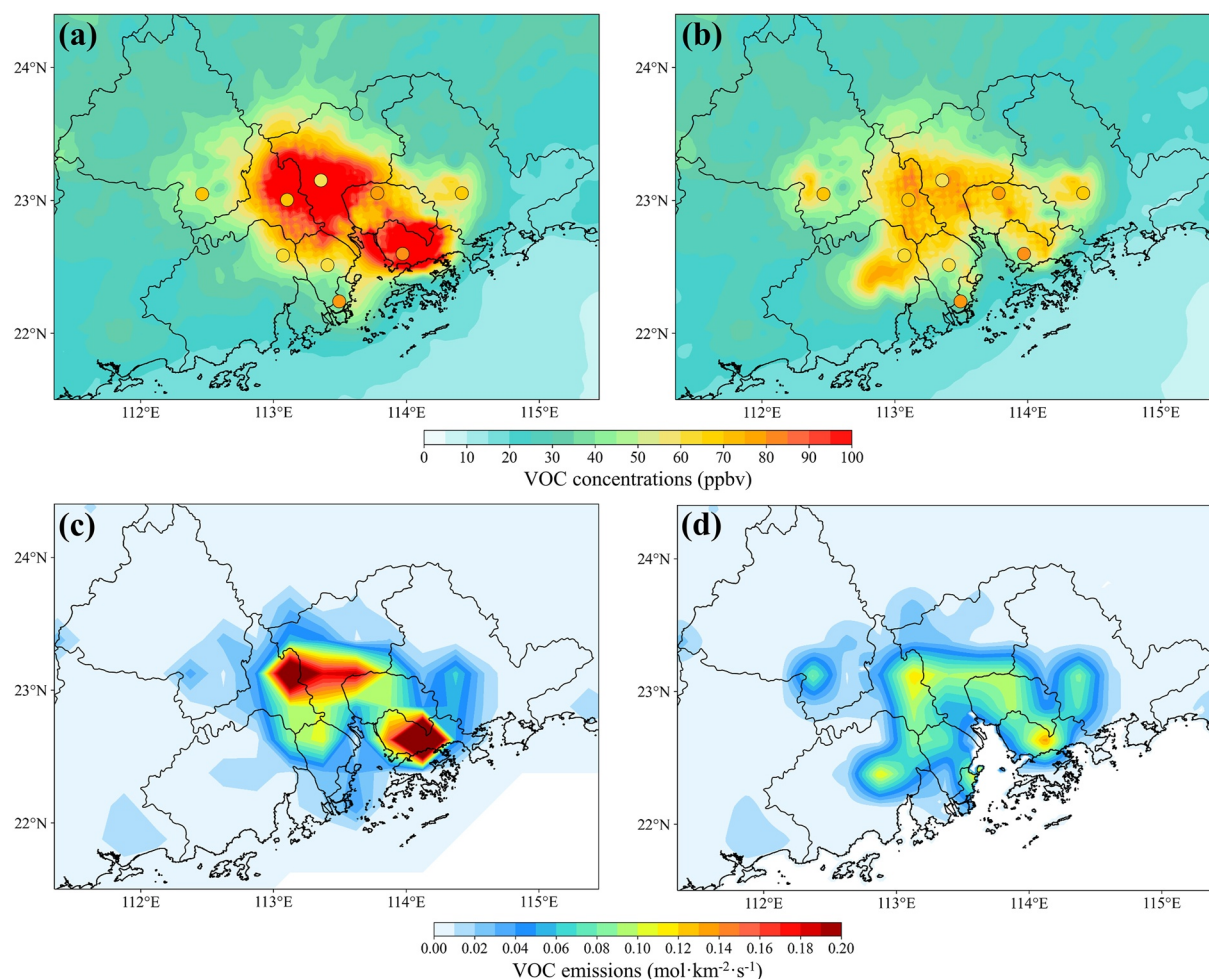 (a)
(b)
24°N
23°N
22°N
24°N
23°N
22°N
112°E 113°E 114°E 115°E
112°E 113°E 114°E 115°E
0 10 20 30 40 50 60 70 80 90 100
VOC concentrations (ppbv)
(c)
(d)
24°N
23°N
22°N
24°N
23°N
22°N
112°E 113°E 114°E 115°E
112°E 113°E 114°E 115°E
0.00 0.02 0.04 0.06 0.08 0.10 0.12 0.14 0.16 0.18 0.20
VOC emissions (mol·km⁻²·s⁻¹)